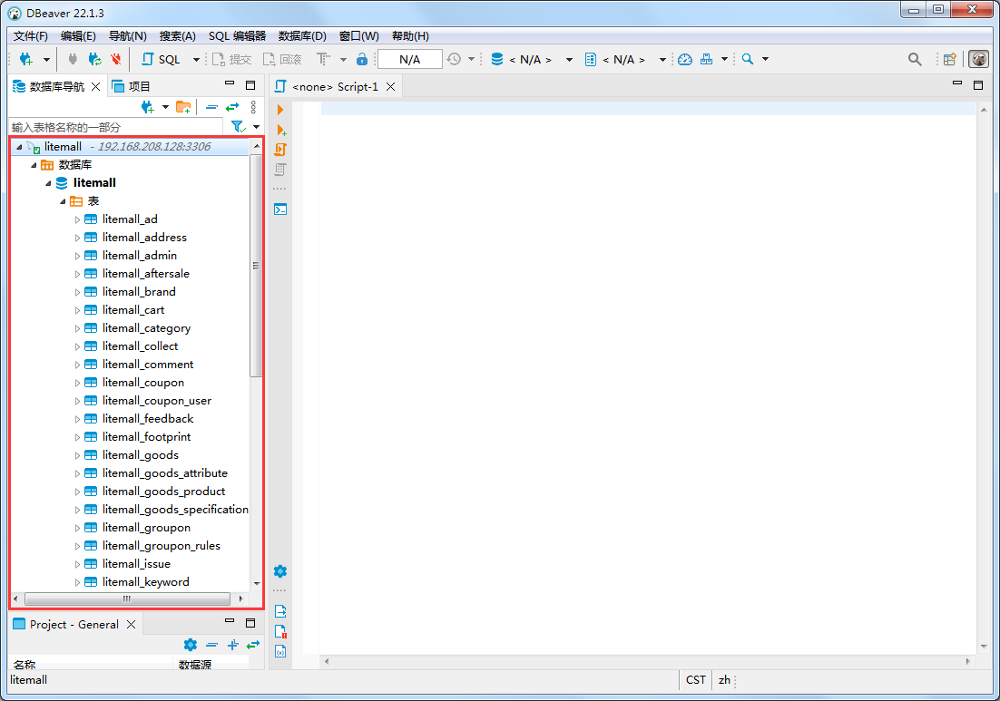 DBeaver 22.1.3
文件(F) 编辑(E) 导航(N) 搜索(A) SQL 编辑器 数据库(D) 窗口(W) 帮助(H)
SQL 提交 回滚 N/A < N/A > < N/A >
数据库导航 项目
<none> Script-1
输入表格名称的一部分
litemall - 192.168.208.128:3306
数据库
litemall
表
litemall_ad
litemall_address
litemall_admin
litemall_aftersale
litemall_brand
litemall_cart
litemall_category
litemall_collect
litemall_comment
litemall_coupon
litemall_coupon_user
litemall_feedback
litemall_footprint
litemall_goods
litemall_goods_attribute
litemall_goods_product
litemall_goods_specification
litemall_groupon
litemall_groupon_rules
litemall_issue
litemall_keyword
Project - General
名称 数据源
litemall CST zh